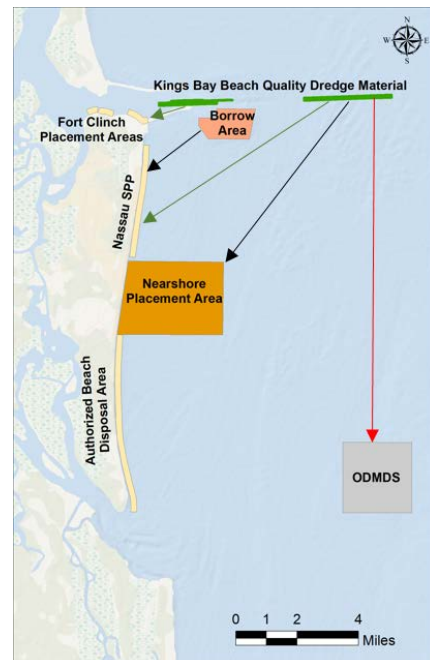 N
W E
S
Kings Bay Beach Quality Dredge Material
Fort Clinch
Placement Areas
Borrow
Area
Nassau SPP
Nearshore
Placement Area
Authorized Beach
Disposal Area
ODMDS
0 1 2 4
Miles